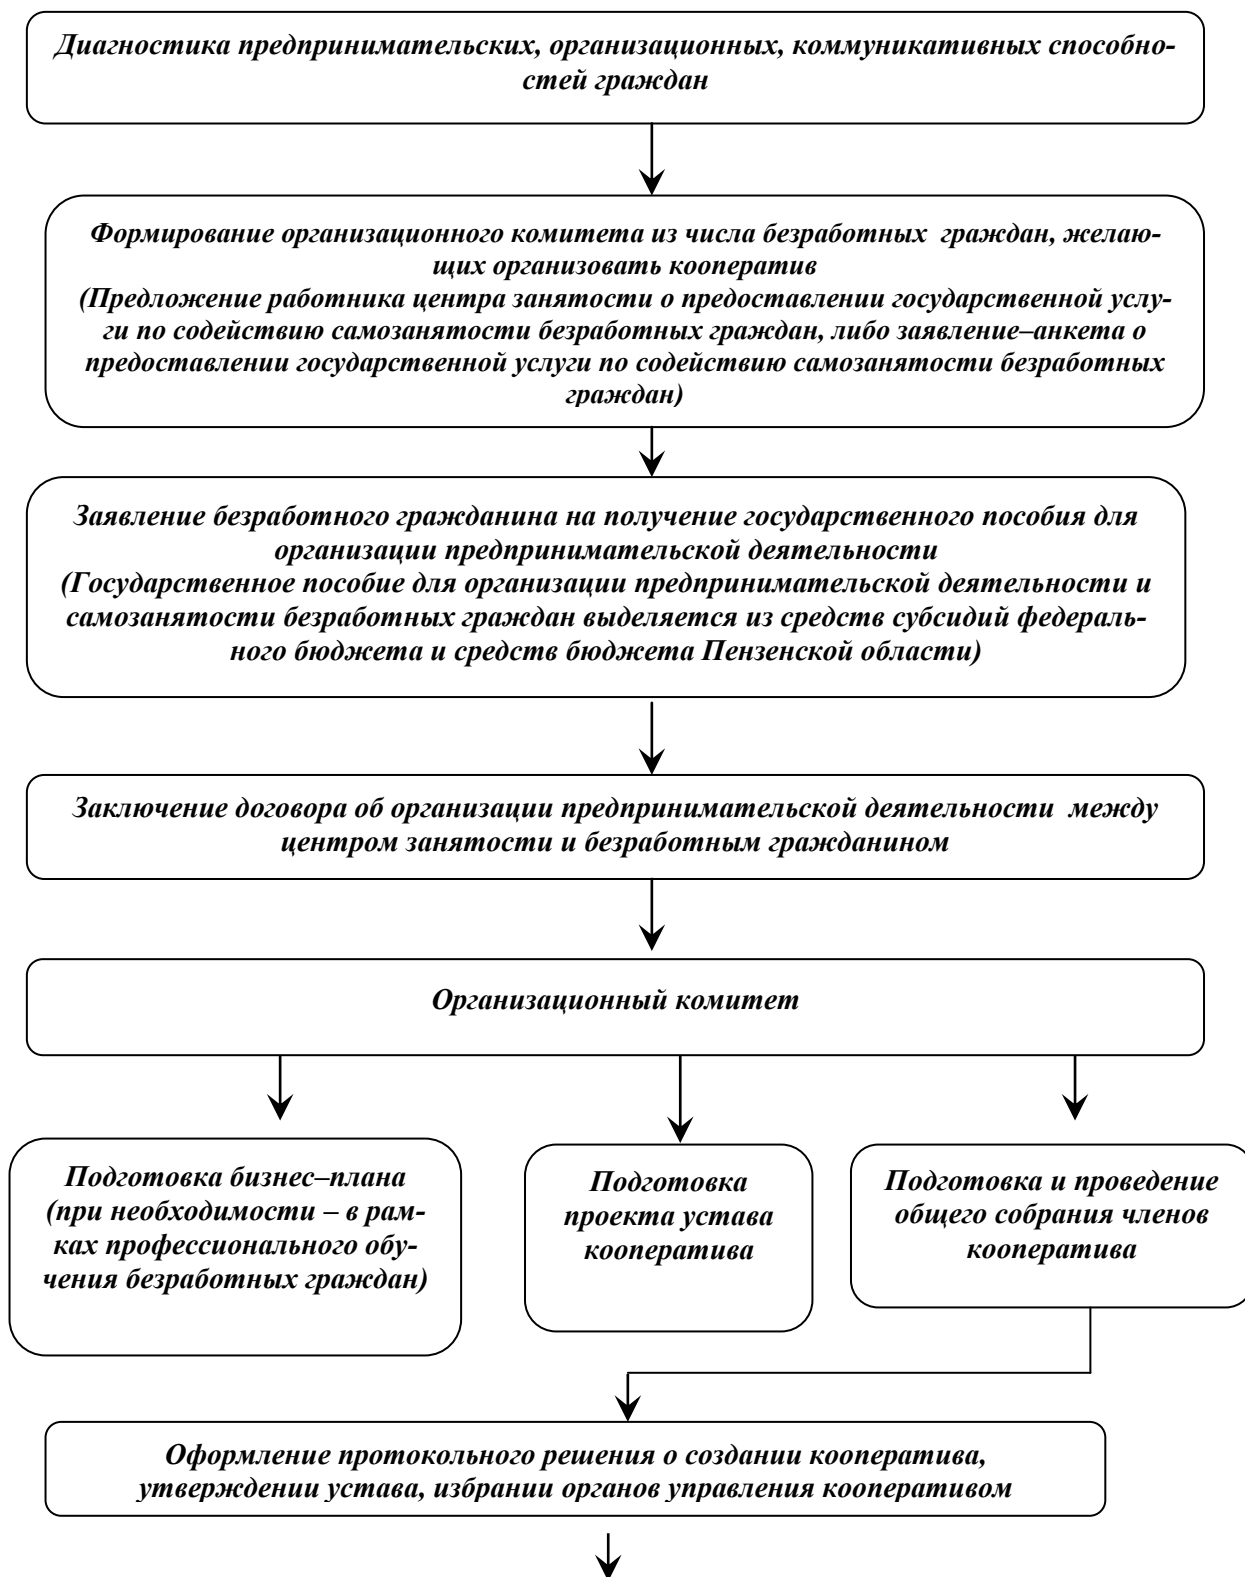 Диагностика предпринимательских, организационных, коммуникативных способно-
стей граждан
Формирование организационного комитета из числа безработных граждан, желаю-
щих организовать кооператив
(Предложение работника центра занятости о предоставлении государственной услу-
ги по содействию самозанятости безработных граждан, либо заявление–анкета о
предоставлении государственной услуги по содействию самозанятости безработных
граждан)
Заявление безработного гражданина на получение государственного пособия для
организации предпринимательской деятельности
(Государственное пособие для организации предпринимательской деятельности и
самозанятости безработных граждан выделяется из средств субсидий федераль-
ного бюджета и средств бюджета Пензенской области)
Заключение договора об организации предпринимательской деятельности между
центром занятости и безработным гражданином
Организационный комитет
Подготовка бизнес–плана
(при необходимости – в рам-
ках профессионального обу-
чения безработных граждан)
Подготовка
проекта устава
кооператива
Подготовка и проведение
общего собрания членов
кооператива
Оформление протокольного решения о создании кооператива,
утверждении устава, избрании органов управления кооперативом